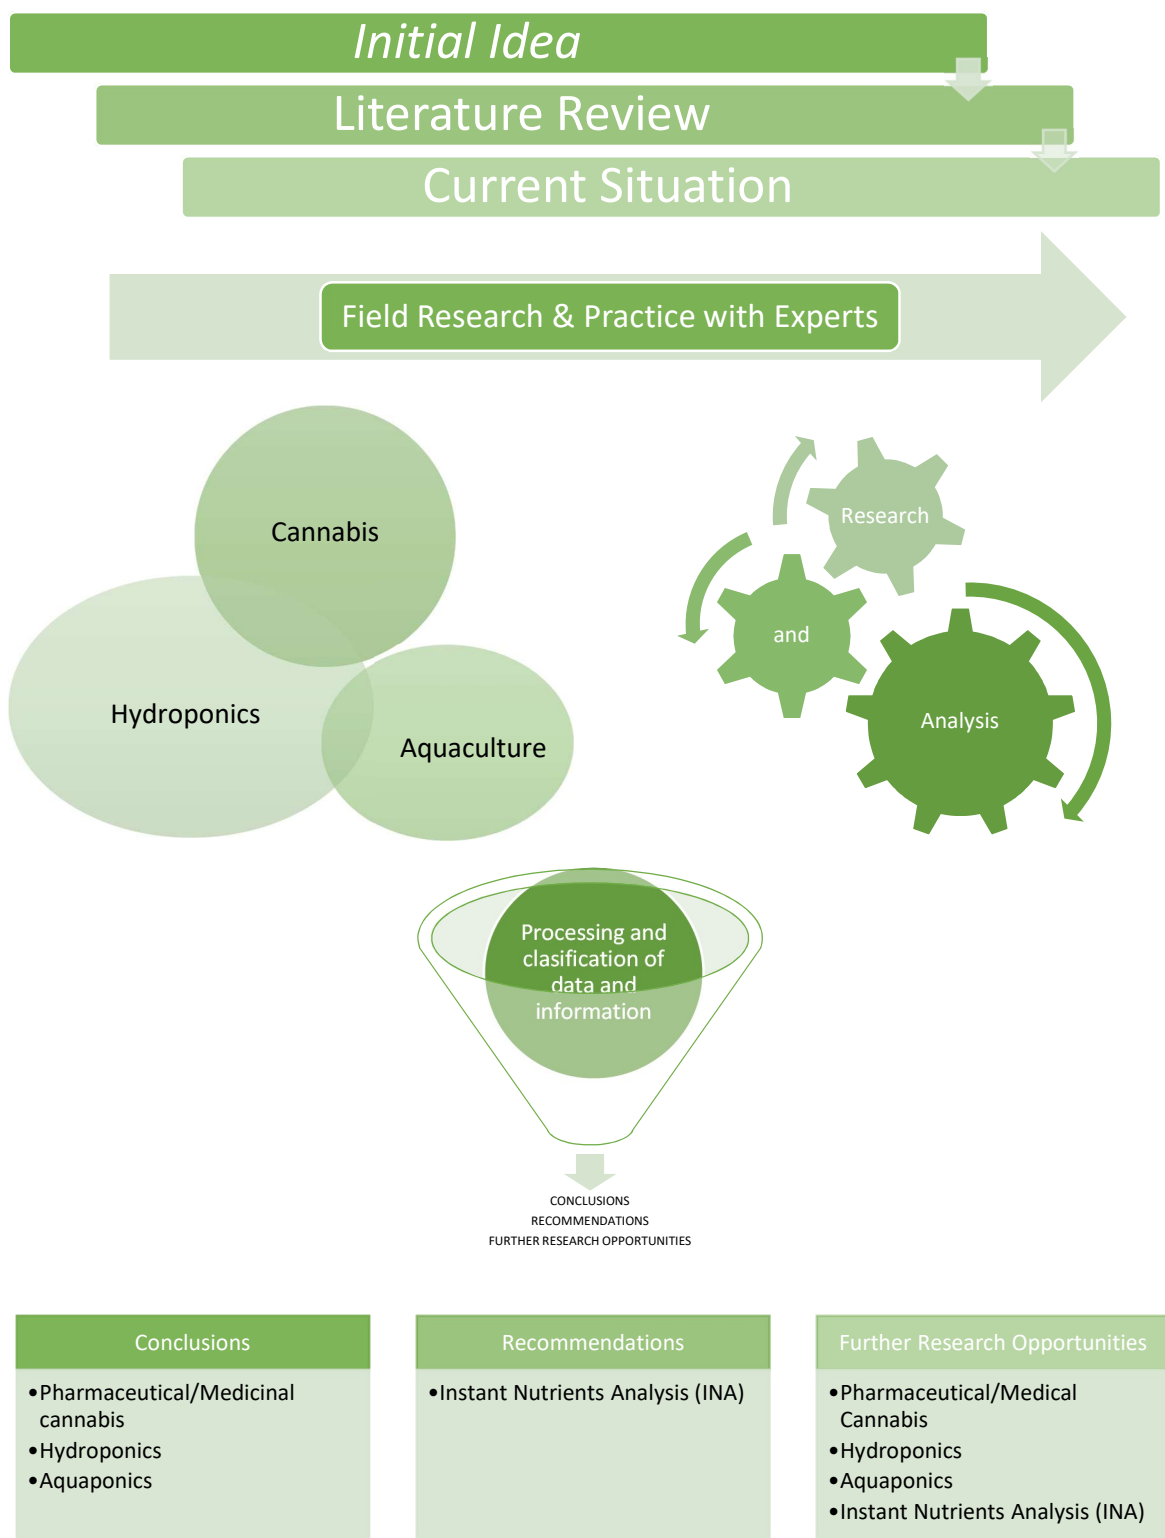 Initial Idea
Literature Review
Current Situation
Field Research & Practice with Experts
Cannabis
Hydroponics
Aquaculture
Research
and
Analysis
Processing and
clasification of
data and
information
CONCLUSIONS
RECOMMENDATIONS
FURTHER RESEARCH OPPORTUNITIES
Conclusions
•Pharmaceutical/Medicinal
cannabis
•Hydroponics
•Aquaponics
Recommendations
•Instant Nutrients Analysis (INA)
Further Research Opportunities
•Pharmaceutical/Medical
Cannabis
•Hydroponics
•Aquaponics
•Instant Nutrients Analysis (INA)